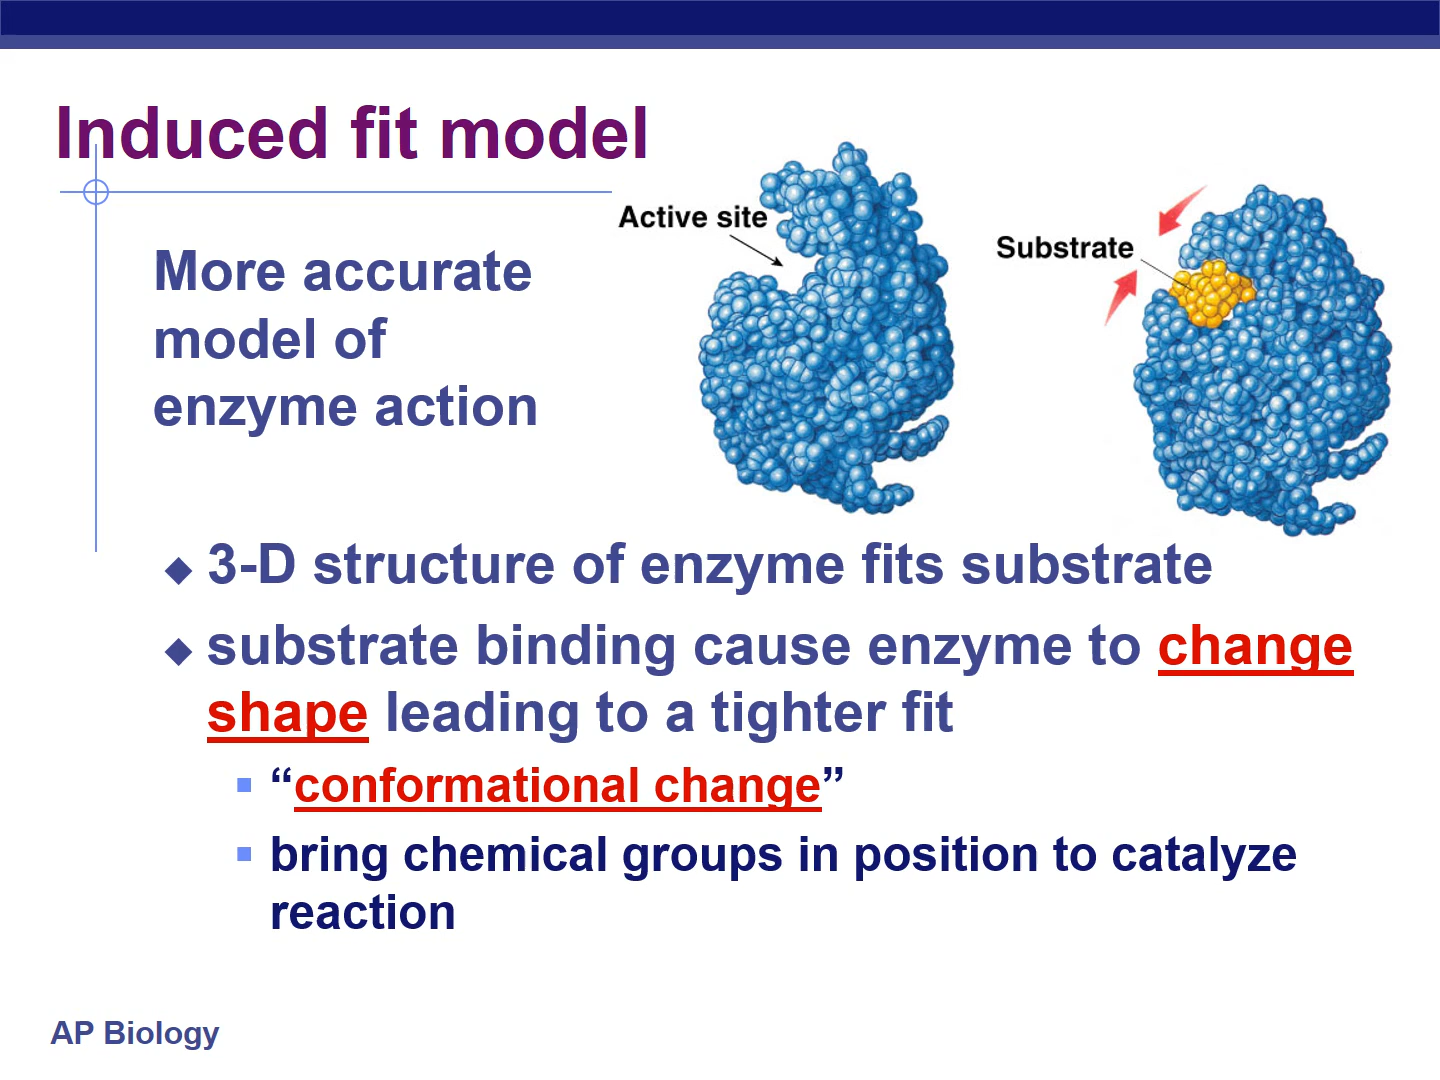 Induced fit model
Active site
Substrate
More accurate
model of
enzyme action
◆ 3-D structure of enzyme fits substrate
◆ substrate binding cause enzyme to change
shape leading to a tighter fit
▪ “conformational change”
▪ bring chemical groups in position to catalyze
reaction
AP Biology